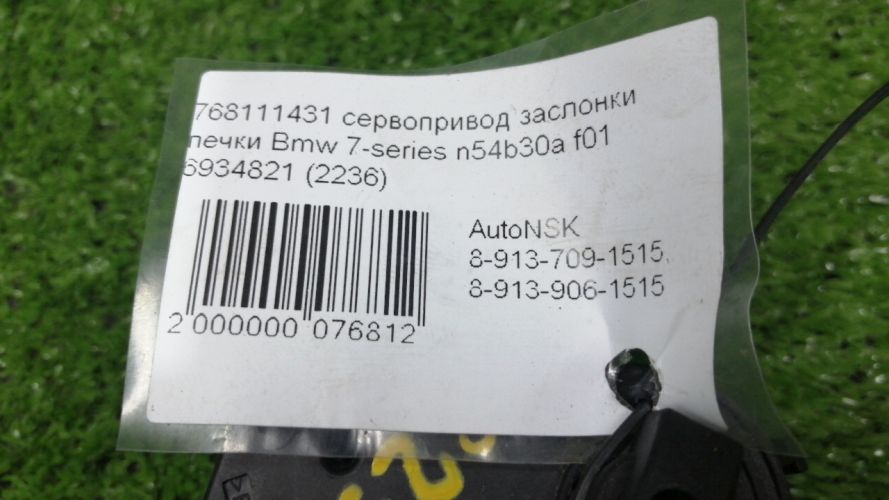 768111431 сервопривод заслонки
печки Bmw 7-series n54b30a f01
6934821 (2236)
AutoNSK
8-913-709-1515,
8-913-906-1515
2 000000 076812